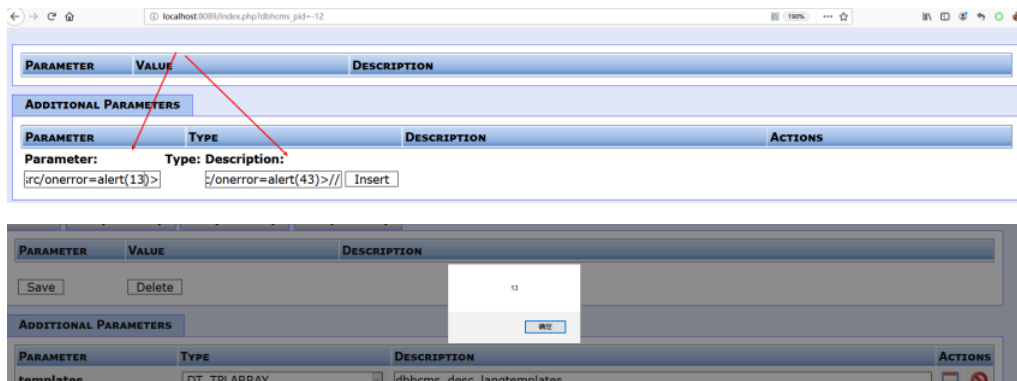 localhost:8089/index.php?dbhcms_pid=-12
190%
PARAMETER VALUE DESCRIPTION
ADDITIONAL PARAMETERS
PARAMETER TYPE DESCRIPTION ACTIONS
Parameter: Type: Description:
src/onerror=alert(13)> :/onerror=alert(43)>// Insert
PARAMETER VALUE DESCRIPTION
Save Delete
13
确定
ADDITIONAL PARAMETERS
PARAMETER TYPE DESCRIPTION ACTIONS
templates DT_TPLARRAY dbhcms_desc_langtemplates